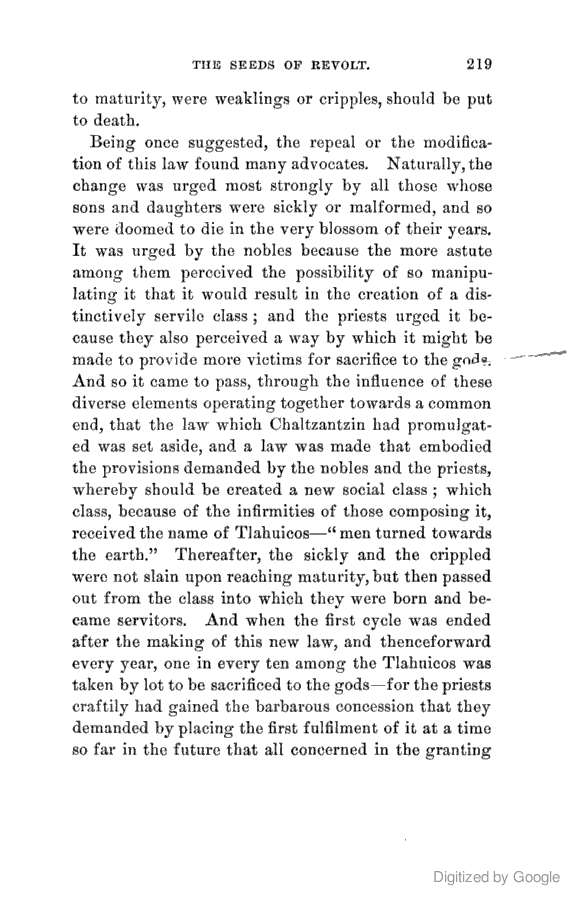 THE SEEDS OF REVOLT. 219
to maturity, were weaklings or cripples, should be put
to death.
Being once suggested, the repeal or the modifica-
tion of this law found many advocates. Naturally, the
change was urged most strongly by all those whose
sons and daughters were sickly or malformed, and so
were doomed to die in the very blossom of their years.
It was urged by the nobles because the more astute
among them perceived the possibility of so manipu-
lating it that it would result in the creation of a dis-
tinctively servile class ; and the priests urged it be-
cause they also perceived a way by which it might be
made to provide more victims for sacrifice to the gods.
And so it came to pass, through the influence of these
diverse elements operating together towards a common
end, that the law which Chaltzantzin had promulgat-
ed was set aside, and a law was made that embodied
the provisions demanded by the nobles and the priests,
whereby should be created a new social class ; which
class, because of the infirmities of those composing it,
received the name of Tlahuicos—“ men turned towards
the earth.” Thereafter, the sickly and the crippled
were not slain upon reaching maturity, but then passed
out from the class into which they were born and be-
came servitors. And when the first cycle was ended
after the making of this new law, and thenceforward
every year, one in every ten among the Tlahuicos was
taken by lot to be sacrificed to the gods—for the priests
craftily had gained the barbarous concession that they
demanded by placing the first fulfilment of it at a time
so far in the future that all concerned in the granting
Digitized by Google